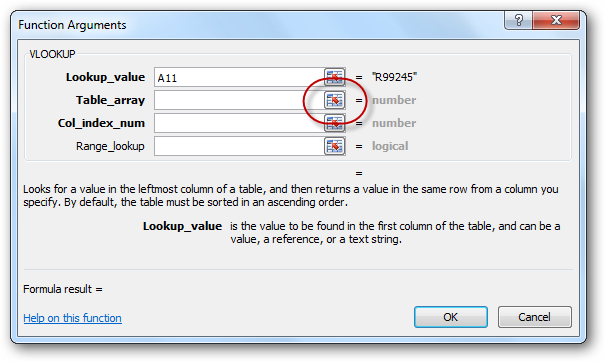 Function Arguments
?
VLOOKUP
Lookup_value A11 = "R99245"
Table_array = number
Col_index_num = number
Range_lookup = logical
=
Looks for a value in the leftmost column of a table, and then returns a value in the same row from a column you
specify. By default, the table must be sorted in an ascending order.
Lookup_value is the value to be found in the first column of the table, and can be a
value, a reference, or a text string.
Formula result =
Help on this function
OK Cancel